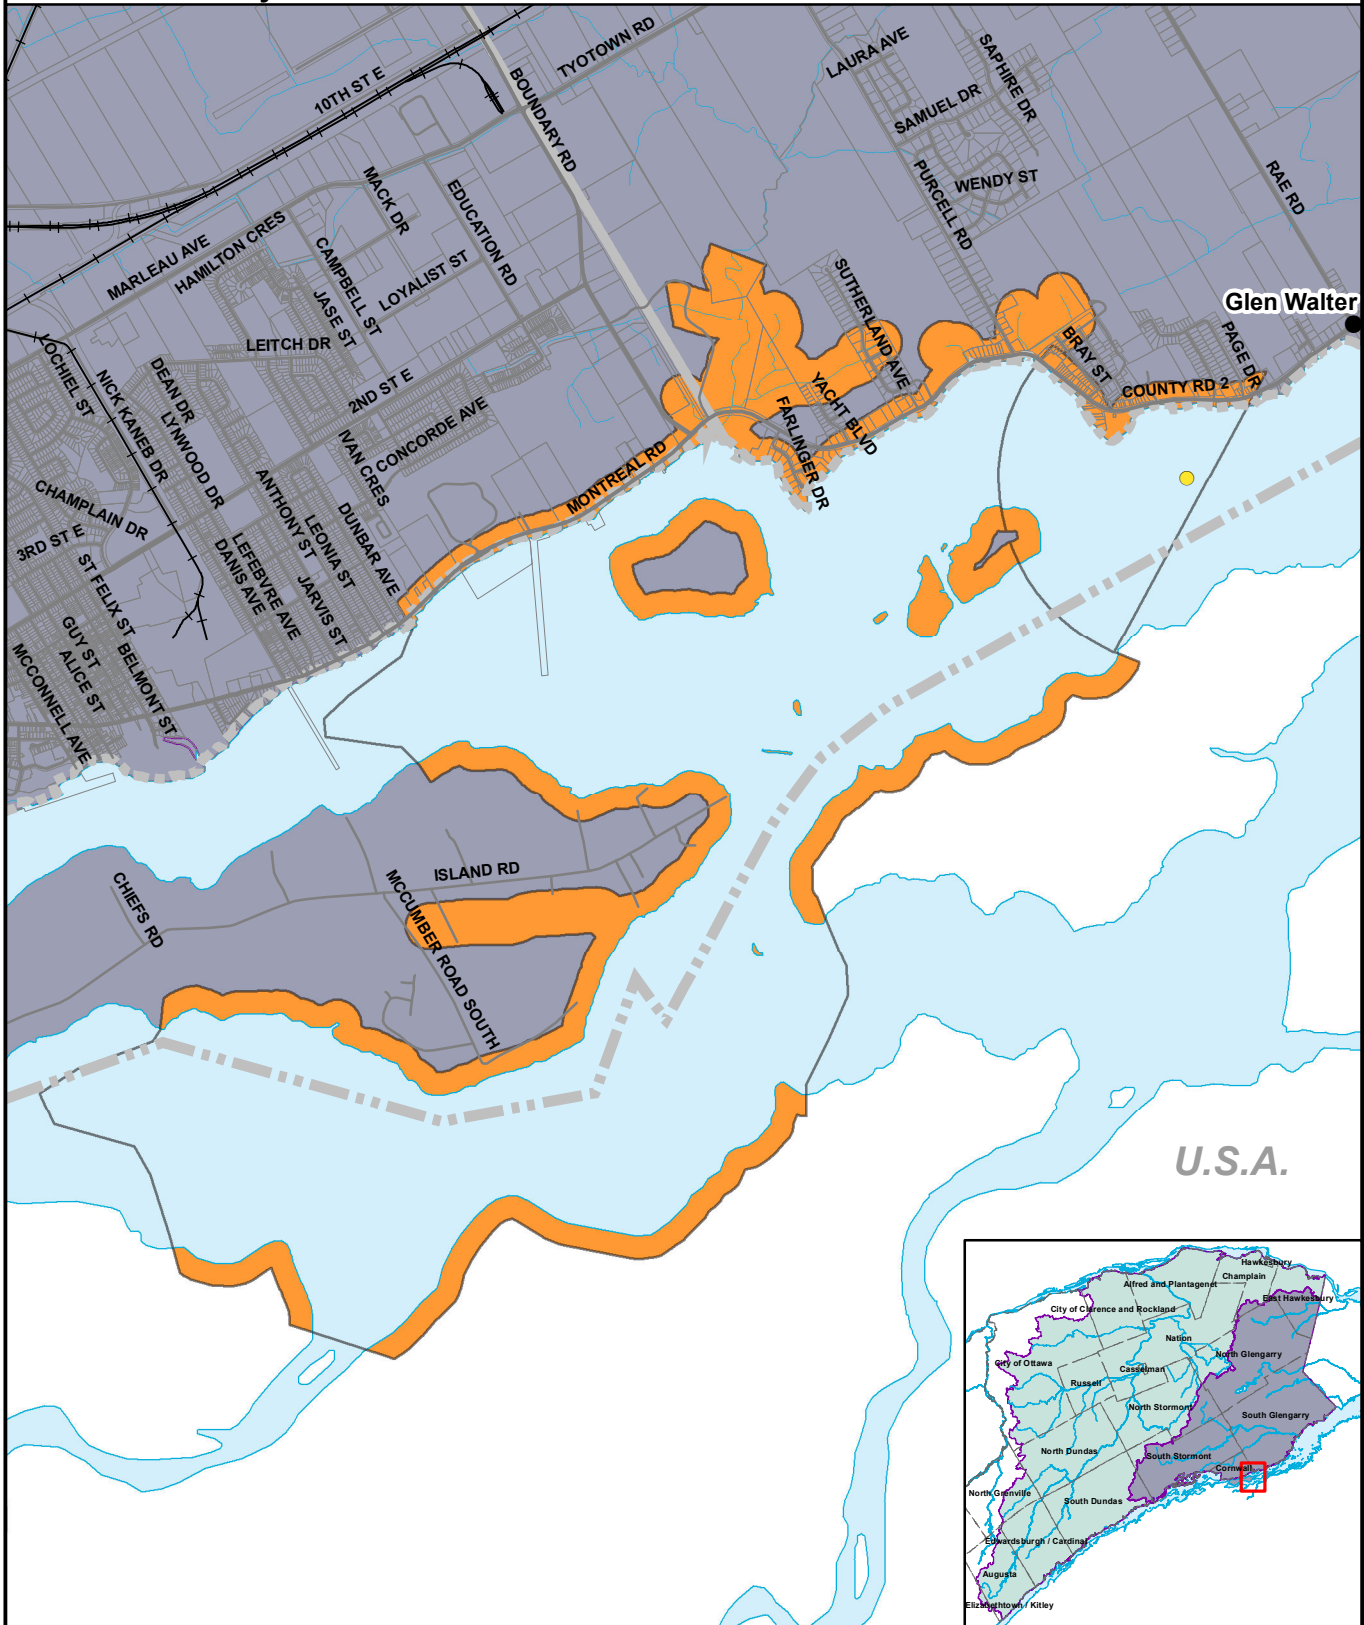 TYOTOWN RD
10TH ST E
BOUNDARY RD
LAURA AVE
SAPHIRE DR
SAMUEL DR
WENDY ST
PURCELL RD
RAE RD
MACK DR
EDUCATION RD
MARLEAU AVE
HAMILTON CRES
CAMPBELL ST
LOYALIST ST
JASE ST
SUTHERLAND AVE
Glen Walter
LOCHIEL ST
LEITCH DR
BRAY ST
PAGE DR
NICK KANEB DR
DEAN DR
LYNWOOD DR
2ND ST E
YACHT BLVD
COUNTY RD 2
IVAN CRES
CONCORDE AVE
FARLINGER DR
MONTREAL RD
CHAMPLAIN DR
ANTHONY ST
3RD ST E
LEONIA ST
DUNBAR AVE
LEFEBVRE AVE
DANIS AVE
JARVIS ST
ST FELIX ST
GUY ST
ALICE ST
BELMONT ST
MCCONNELL AVE
ISLAND RD
CHIEFS RD
MCCUMBER ROAD SOUTH
U.S.A.
Hawkesbury
Champlain
Alfred and Plantagenet
East Hawkesbury
City of Clarence and Rockland
Nation
North Glengarry
City of Ottawa
Casselman
Russell
North Stormont
South Glengarry
North Dundas
South Stormont
Cornwall
North Grenville
South Dundas
Edwardsburgh / Cardinal
Augusta
Elizabethtown / Kitley